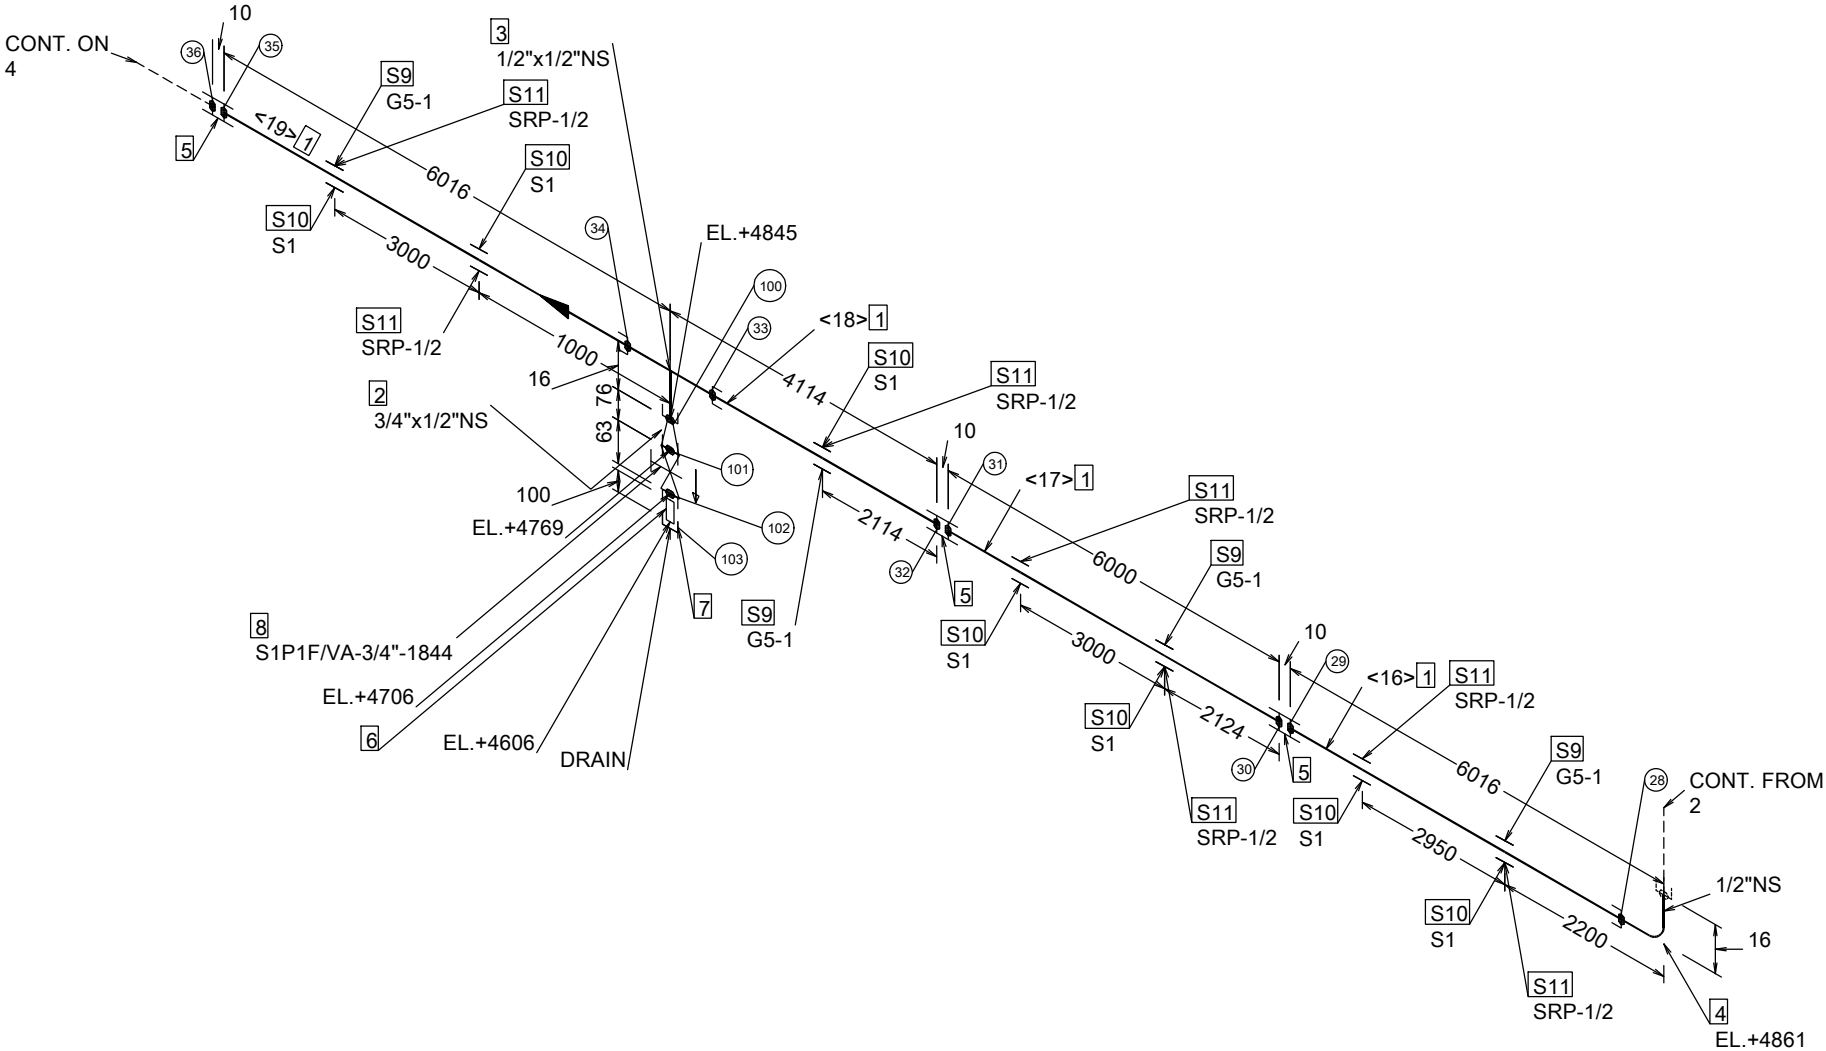 10
CONT. ON
4
36
35
3
1/2"x1/2"NS
S9
G5-1
S11
SRP-1/2
5
<19> 1
S10
S1
6016
S10
S1
3000
34
EL.+4845
100
33
<18> 1
S11
SRP-1/2
1000
16
S10
S1
S11
SRP-1/2
4114
2
3/4"x1/2"NS
76
63
10
31
101
<17> 1
S11
SRP-1/2
100
EL.+4769
102
2114
6000
S9
G5-1
103
32
5
7
S9
G5-1
S10
S1
8
S1P1F/VA-3/4"-1844
3000
10
29
<16> 1
S11
SRP-1/2
EL.+4706
6
EL.+4606
DRAIN
S10
S1
2124
30
5
6016
S9
G5-1
28
CONT. FROM
2
S11
SRP-1/2
S10
S1
2950
1/2"NS
S10
S1
2200
16
S11
SRP-1/2
4
EL.+4861